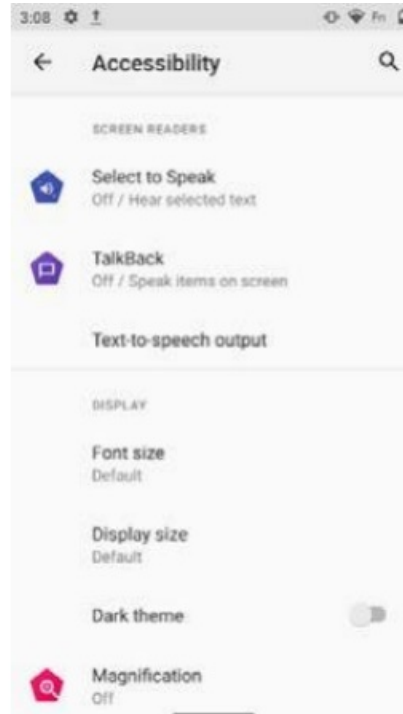 3:08
Accessibility
SCREEN READERS
Select to Speak
Off / Hear selected text
TalkBack
Off / Speak items on screen
Text-to-speech output
DISPLAY
Font size
Default
Display size
Default
Dark theme
Magnification
Off